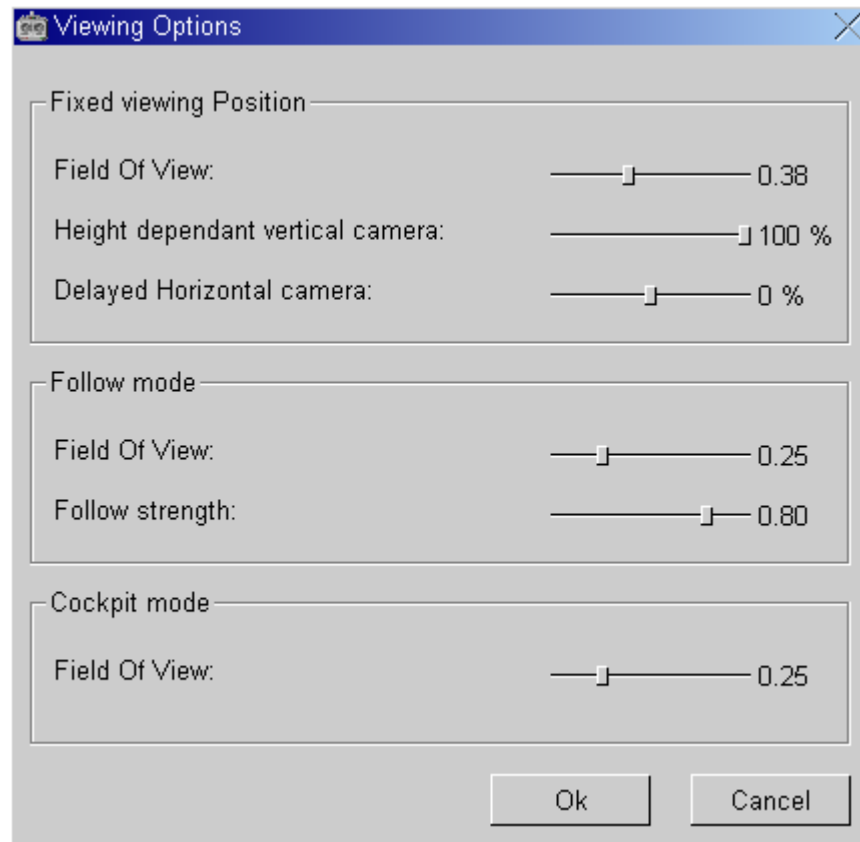 Viewing Options
Fixed viewing Position
Field Of View: 0.38
Height dependant vertical camera: 100 %
Delayed Horizontal camera: 0 %
Follow mode
Field Of View: 0.25
Follow strength: 0.80
Cockpit mode
Field Of View: 0.25
Ok Cancel